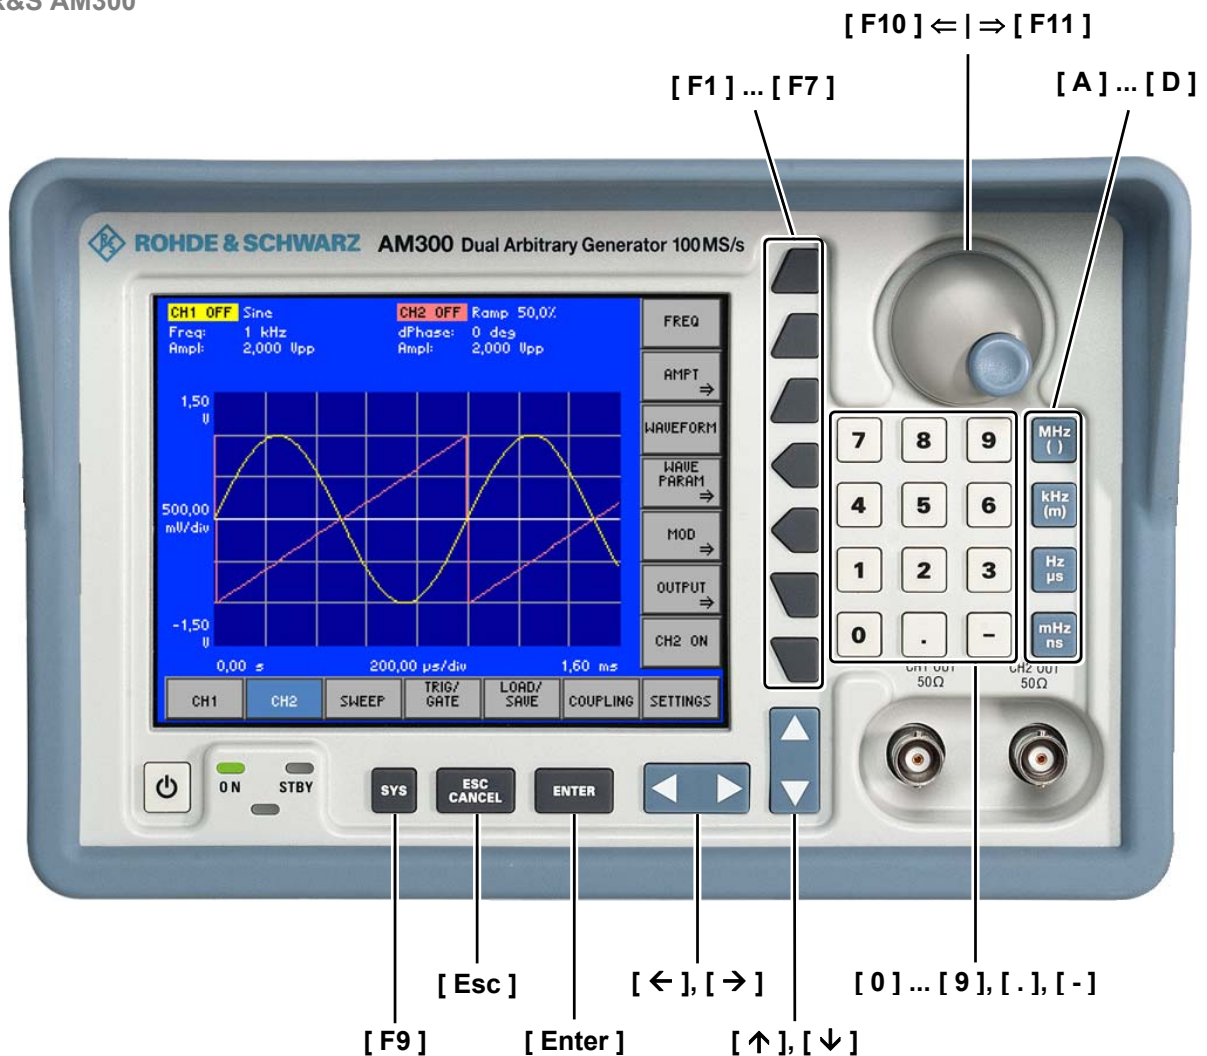 R&S AM300
[ F10 ] ⇐ | ⇒ [ F11 ]
[ F1 ] ... [ F7 ]
[ A ] ... [ D ]
ROHDE & SCHWARZ AM300 Dual Arbitrary Generator 100MS/s
CH1 OFF Sine
Freq: 1 kHz
Ampl: 2,000 Vpp
CH2 OFF Ramp 50,0%
dPhase: 0 deg
Ampl: 2,000 Vpp
1,50
V
500,00
mV/div
-1,50
V
0,00 s
200,00 µs/div
1,60 ms
FREQ
AMPT
⇒
WAVEFORM
WAVE
PARAM
⇒
MOD
⇒
OUTPUT
⇒
CH2 ON
CH1
CH2
SWEEP
TRIG/
GATE
LOAD/
SAVE
COUPLING
SETTINGS
7 8 9
4 5 6
1 2 3
0 . -
MHz
( )
kHz
(m)
Hz
µs
mHz
ns
CH1 OUT
50Ω
CH2 OUT
50Ω
ON
STBY
SYS
ESC
CANCEL
ENTER
[ Esc ]
[ ← ], [ → ]
[ 0 ] ... [ 9 ], [ . ], [ - ]
[ F9 ]
[ Enter ]
[ ↑ ], [ ↓ ]